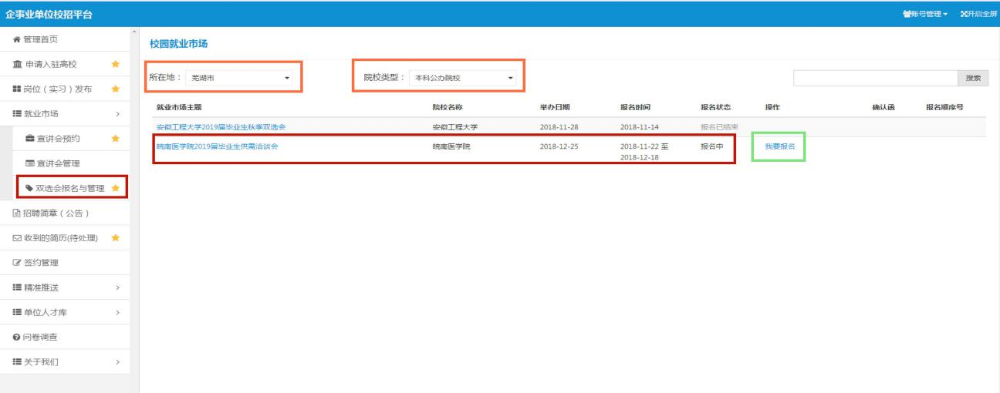 企事业单位校招平台
账号管理
开启全屏
管理首页
申请入驻高校
岗位（实习）发布
就业市场
宣讲会预约
宣讲会管理
双选会报名与管理
招聘简章（公告）
收到的简历(待处理)
签约管理
精准推送
单位人才库
问卷调查
关于我们
校园就业市场
所在地： 芜湖市
院校类型： 本科公办院校
搜索
就业市场主题 院校名称 举办日期 报名时间 报名状态 操作 确认函 报名顺序号
安徽工程大学2019届毕业生秋季双选会 安徽工程大学 2018-11-28 2018-11-14 报名已结束
皖南医学院2019届毕业生供需洽谈会 皖南医学院 2018-12-25 2018-11-22 至 报名中 我要报名
2018-12-18